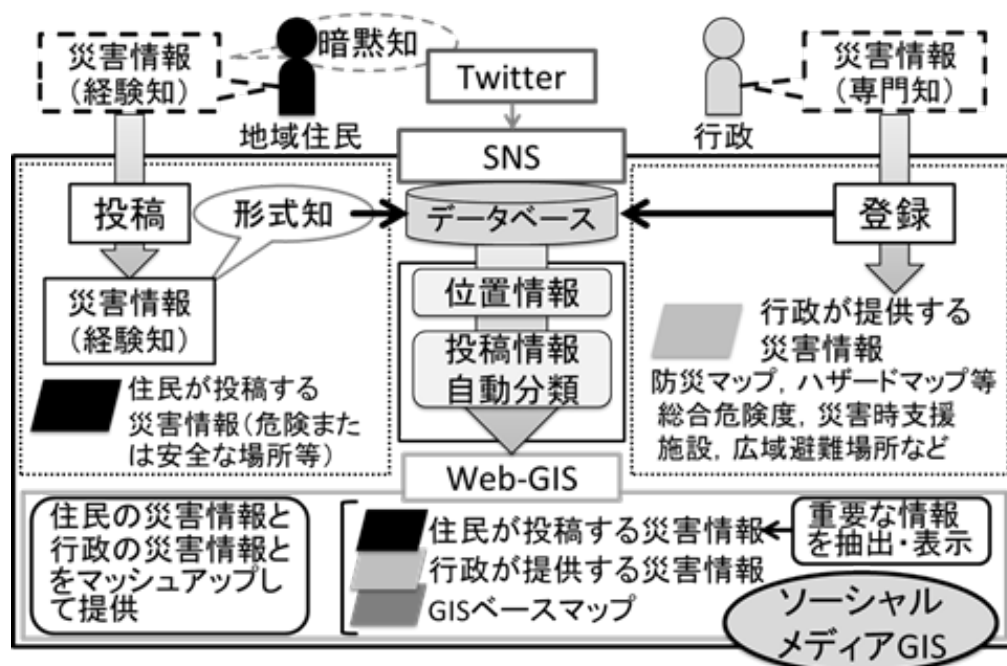 災害情報
(経験知)
暗黙知
地域住民
Twitter
行政
災害情報
(専門知)
SNS
データベース
投稿
形式知
災害情報
(経験知)
住民が投稿する
災害情報(危険また
は安全な場所等)
位置情報
投稿情報
自動分類
登録
行政が提供する
災害情報
防災マップ, ハザードマップ等
総合危険度, 災害時支援
施設, 広域避難場所など
Web-GIS
住民の災害情報と
行政の災害情報と
をマッシュアップし
て提供
住民が投稿する災害情報
行政が提供する災害情報
GISベースマップ
重要な情報
を抽出・表示
ソーシャル
メディアGIS